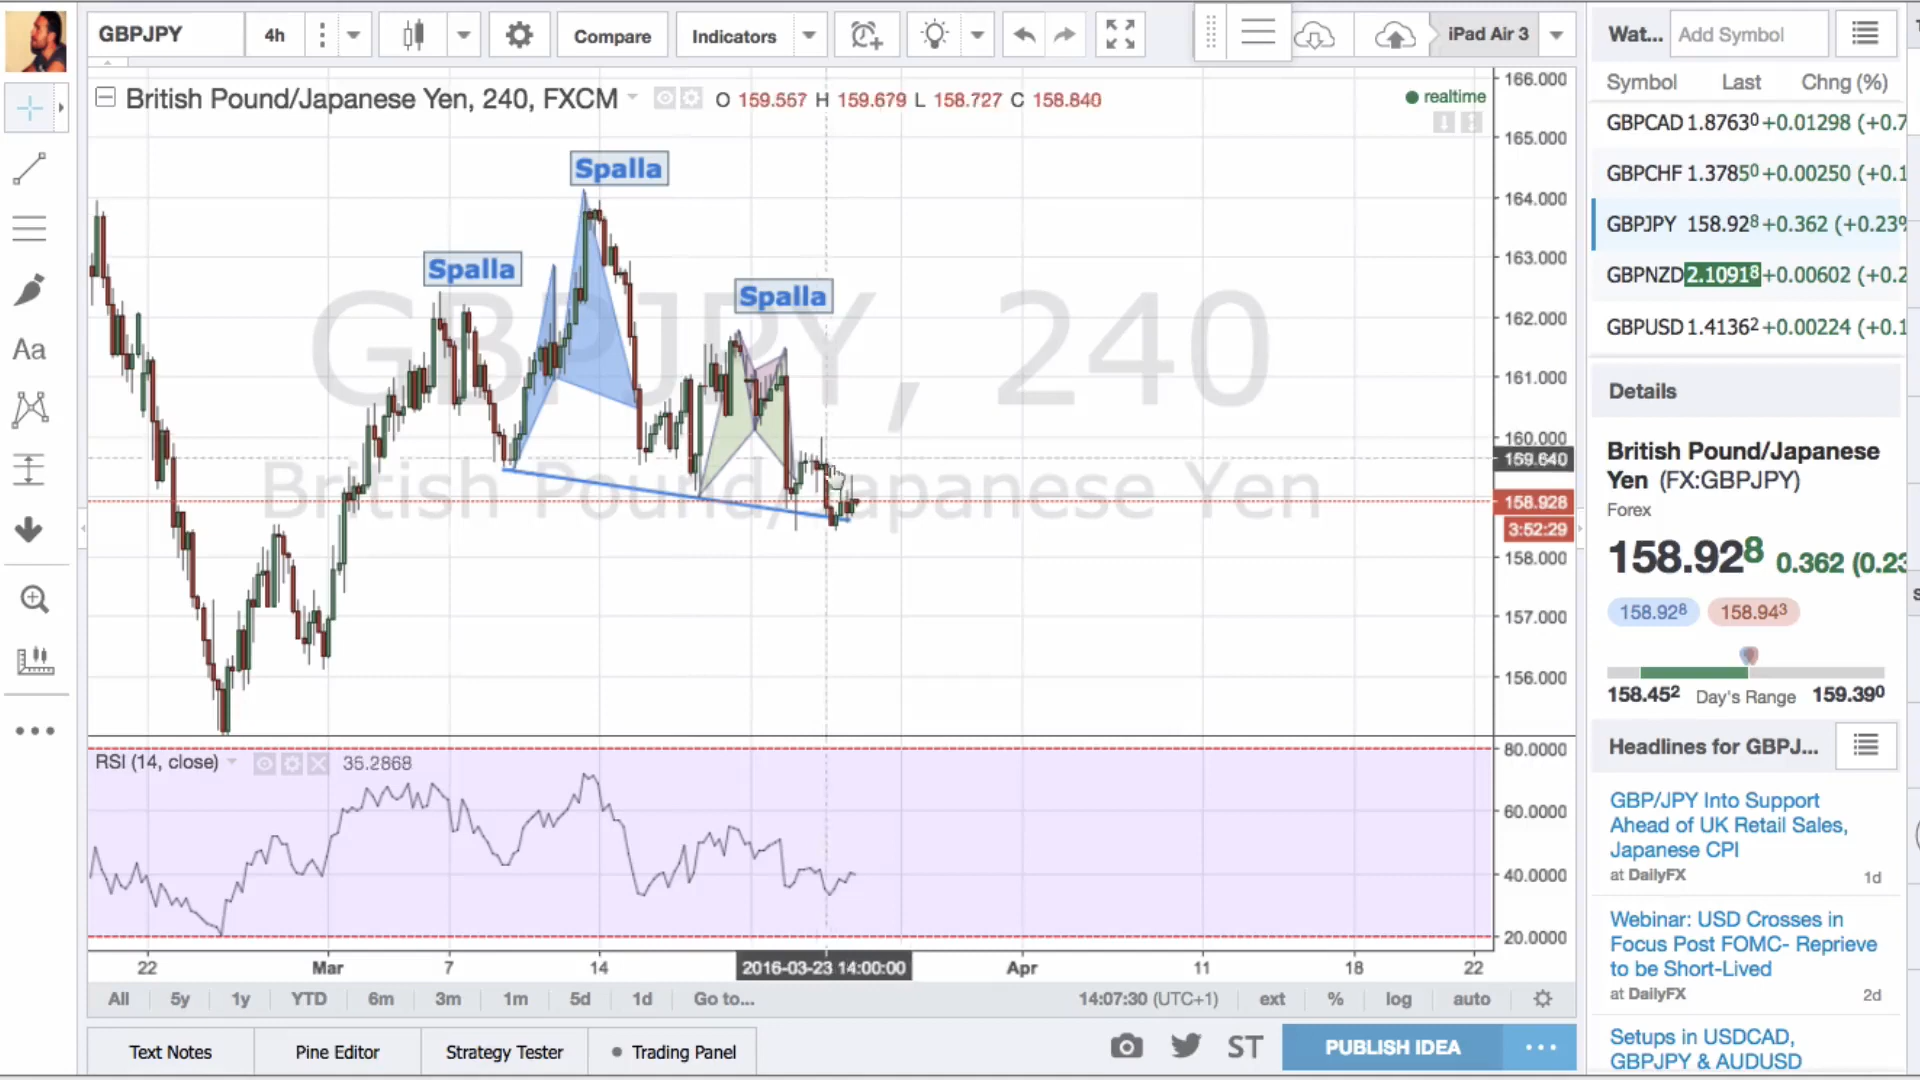 GBPJPY
4h
Compare
Indicators
iPad Air 3
Wat...
Add Symbol
Symbol Last Chng (%)
British Pound/Japanese Yen, 240, FXCM
O 159.567 H 159.679 L 158.727 C 158.840
realtime
GBPCAD 1.87630 +0.01298 (+0.7
GBPCHF 1.37850 +0.00250 (+0.1
GBPJPY 158.928 +0.362 (+0.23%
GBPNZD 2.10918 +0.00602 (+0.2
GBPUSD 1.41362 +0.00224 (+0.1
Spalla
Spalla
Spalla
GBPJPY, 240
British Pound/Japanese Yen
166.000
165.000
164.000
163.000
162.000
161.000
160.000
159.640
158.928
3:52:29
158.000
157.000
156.000
Details
British Pound/Japanese
Yen (FX:GBPJPY)
Forex
158.928 0.362 (0.23
158.928 158.943
158.452 Day's Range 159.390
Headlines for GBPJ...
GBP/JPY Into Support
Ahead of UK Retail Sales,
Japanese CPI
at DailyFX 1d
Webinar: USD Crosses in
Focus Post FOMC- Reprieve
to be Short-Lived
at DailyFX 2d
Setups in USDCAD,
GBPJPY & AUDUSD
RSI (14, close) 35.2868
80.0000
60.0000
40.0000
20.0000
22 Mar 7 14 2016-03-23 14:00:00 Apr 11 18 22
All 5y 1y YTD 6m 3m 1m 5d 1d Go to... 14:07:30 (UTC+1) ext % log auto
Text Notes Pine Editor Strategy Tester Trading Panel
ST
PUBLISH IDEA
Aa